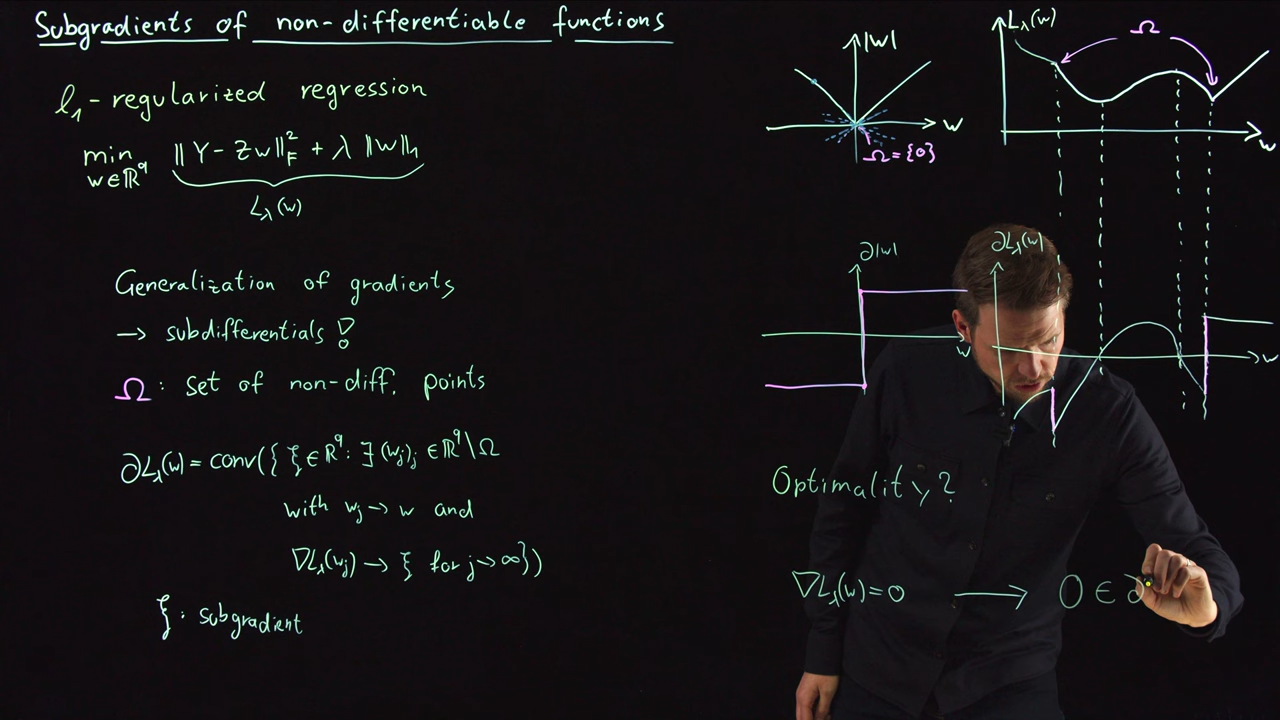 Subgradients of non-differentiable functions
ℓ₁-regularized regression
min w∈ℝ^q ‖Y - Zw‖²_F + λ ‖w‖₁
L_λ(w)
Generalization of gradients
→ subdifferentials !
Ω: set of non-diff. points
∂L_λ(w) = conv({ξ∈ℝ^q: ∃(w_j)_j ∈ℝ^q\Ω
with w_j → w and
∇L_λ(w_j) → ξ for j→∞})
ξ: subgradient
|w|
w
Ω={0}
L_λ(w)
Ω
w
∂|w|
w
∂L_λ(w)
w
Optimality?
∇L_λ(w)=0 → 0 ∈ ∂